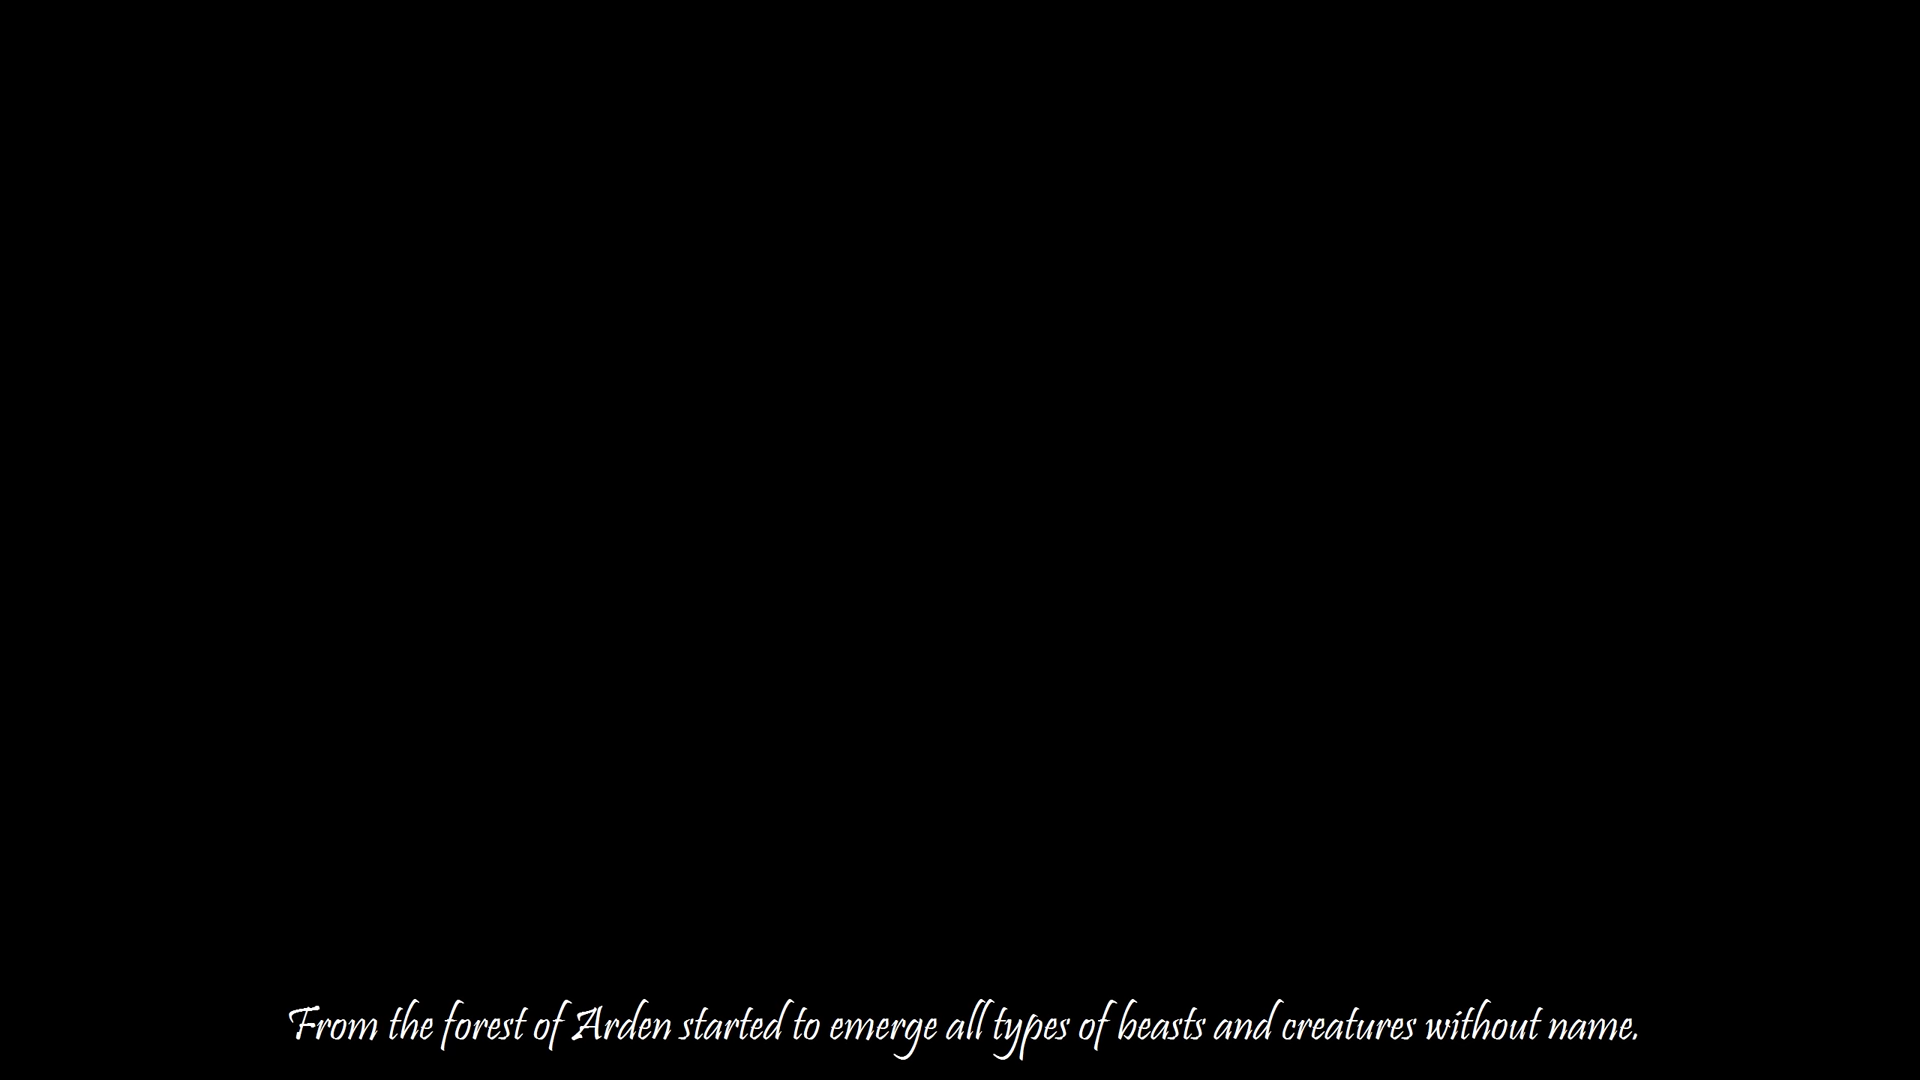 From the forest of Arden started to emerge all types of beasts and creatures without name.